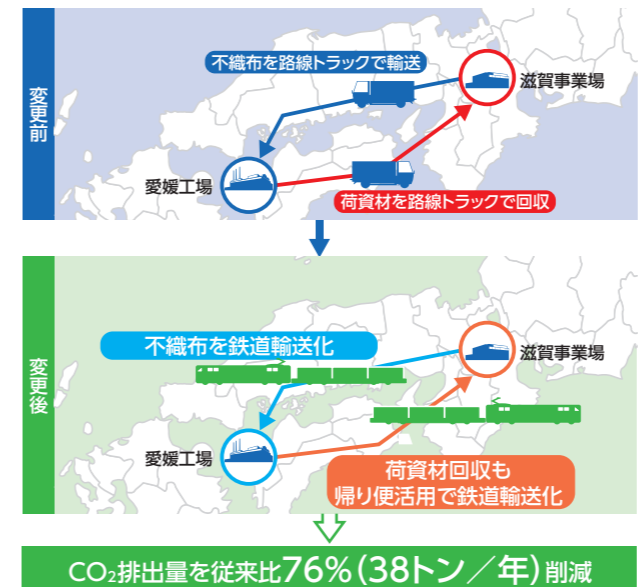 変更前
不織布を路線トラックで輸送
滋賀事業場
愛媛工場
荷資材を路線トラックで回収
変更後
不織布を鉄道輸送化
滋賀事業場
愛媛工場
荷資材回収も
帰り便活用で鉄道輸送化
CO₂排出量を従来比76%(38トン/年)削減